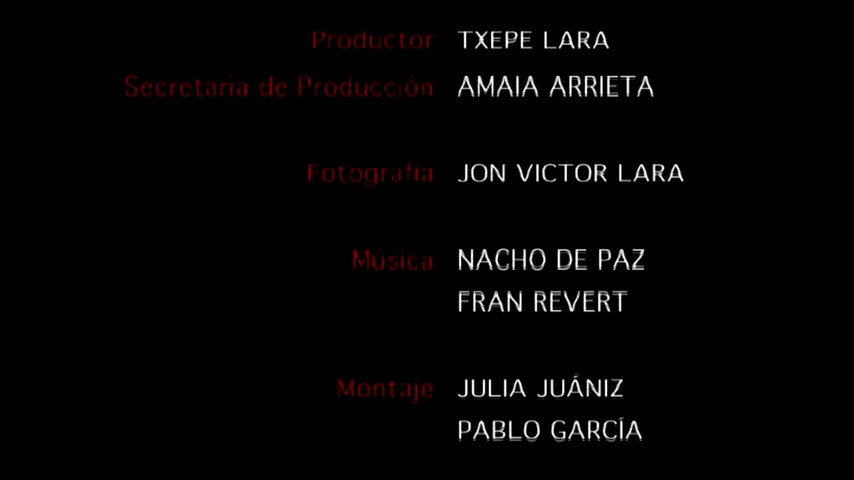 Productor TXEPE LARA
Secretaria de Producción AMAIA ARRIETA
Fotografía JON VICTOR LARA
Música NACHO DE PAZ
FRAN REVERT
Montaje JULIA JUÁNIZ
PABLO GARCÍA